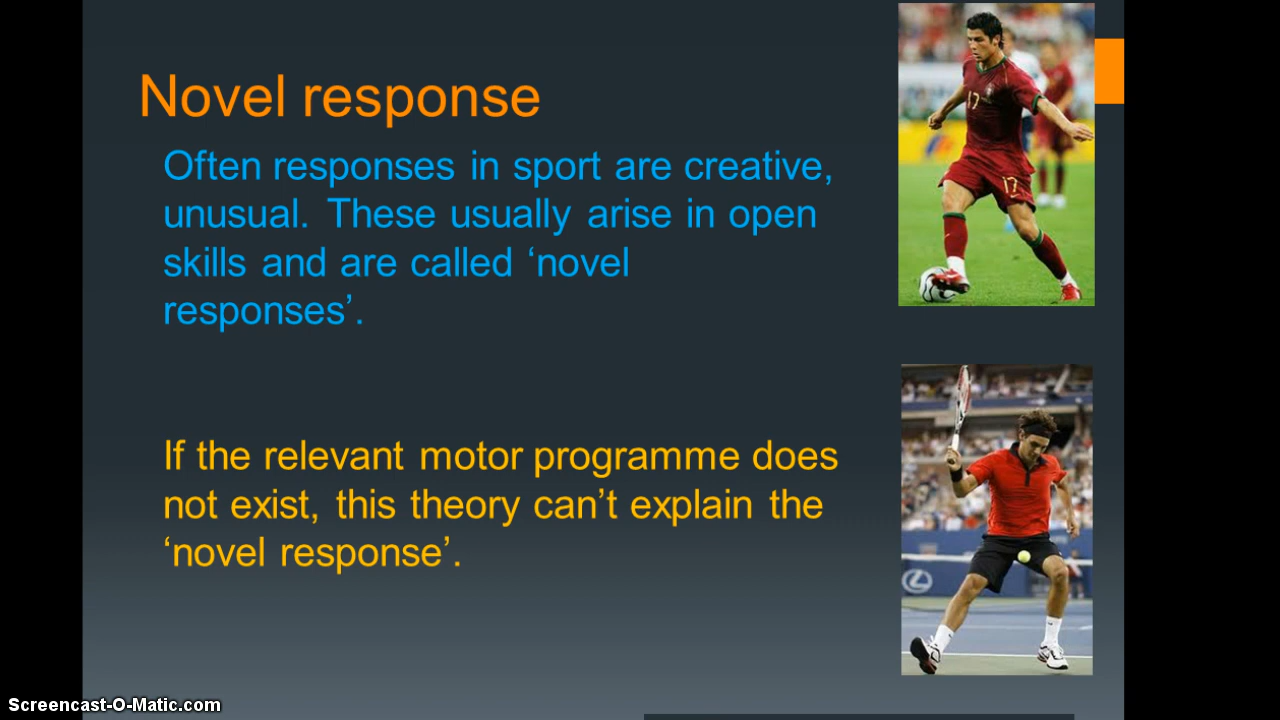 Novel response
Often responses in sport are creative,
unusual. These usually arise in open
skills and are called ‘novel
responses’.
If the relevant motor programme does
not exist, this theory can’t explain the
‘novel response’.
17
17
Screencast-O-Matic.com